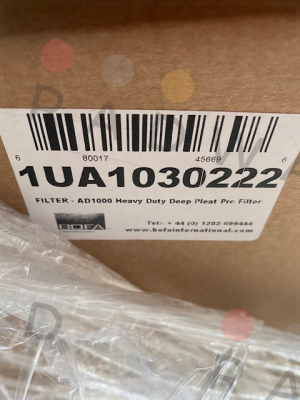 6 80017 45669 6
1UA1030222
FILTER - AD1000 Heavy Duty Deep Pleat Pre Filter
BOFA
Tel:- + 44 (0) 1202 699444
www.bofainternational.com